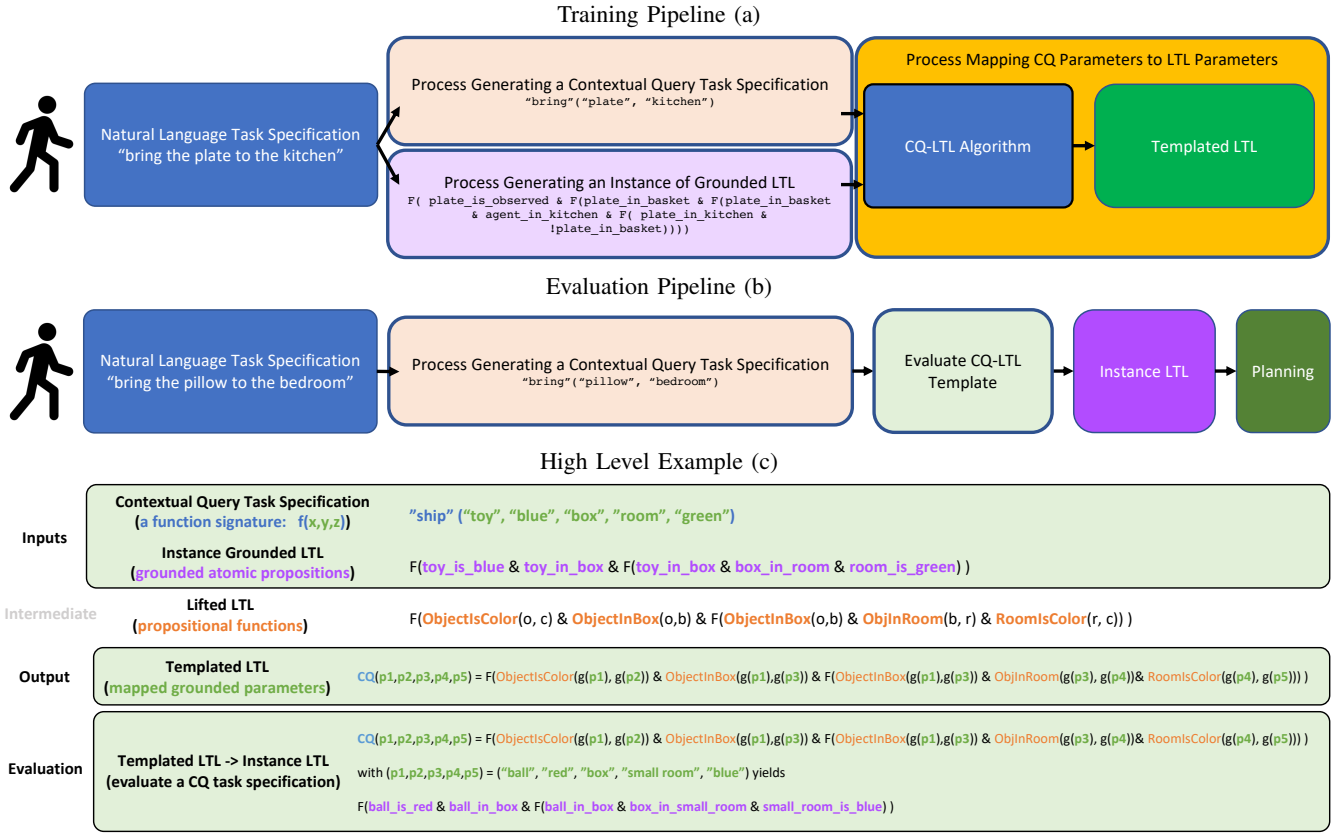 Training Pipeline (a)
Natural Language Task Specification
“bring the plate to the kitchen”
Process Generating a Contextual Query Task Specification
“bring”(“plate”, “kitchen”)
Process Generating an Instance of Grounded LTL
F( plate_is_observed & F(plate_in_basket & F(plate_in_basket
& agent_in_kitchen & F( plate_in_kitchen &
!plate_in_basket))))
Process Mapping CQ Parameters to LTL Parameters
CQ-LTL Algorithm
Templated LTL
Evaluation Pipeline (b)
Natural Language Task Specification
“bring the pillow to the bedroom”
Process Generating a Contextual Query Task Specification
“bring”(“pillow”, “bedroom”)
Evaluate CQ-LTL
Template
Instance LTL
Planning
High Level Example (c)
Inputs
Contextual Query Task Specification
(a function signature: f(x,y,z))
”ship” (“toy”, “blue”, “box”, ”room”, “green”)
Instance Grounded LTL
(grounded atomic propositions)
F(toy_is_blue & toy_in_box & F(toy_in_box & box_in_room & room_is_green) )
Intermediate
Lifted LTL
(propositional functions)
F(ObjectIsColor(o, c) & ObjectInBox(o,b) & F(ObjectInBox(o,b) & ObjInRoom(b, r) & RoomIsColor(r, c)) )
Output
Templated LTL
(mapped grounded parameters)
CQ(p1,p2,p3,p4,p5) = F(ObjectIsColor(g(p1), g(p2)) & ObjectInBox(g(p1),g(p3)) & F(ObjectInBox(g(p1),g(p3)) & ObjInRoom(g(p3), g(p4))& RoomIsColor(g(p4), g(p5))) )
Evaluation
Templated LTL -> Instance LTL
(evaluate a CQ task specification)
CQ(p1,p2,p3,p4,p5) = F(ObjectIsColor(g(p1), g(p2)) & ObjectInBox(g(p1),g(p3)) & F(ObjectInBox(g(p1),g(p3)) & ObjInRoom(g(p3), g(p4))& RoomIsColor(g(p4), g(p5))) )
with (p1,p2,p3,p4,p5) = (“ball”, ”red”, ”box”, ”small room”, ”blue”) yields
F(ball_is_red & ball_in_box & F(ball_in_box & box_in_small_room & small_room_is_blue) )